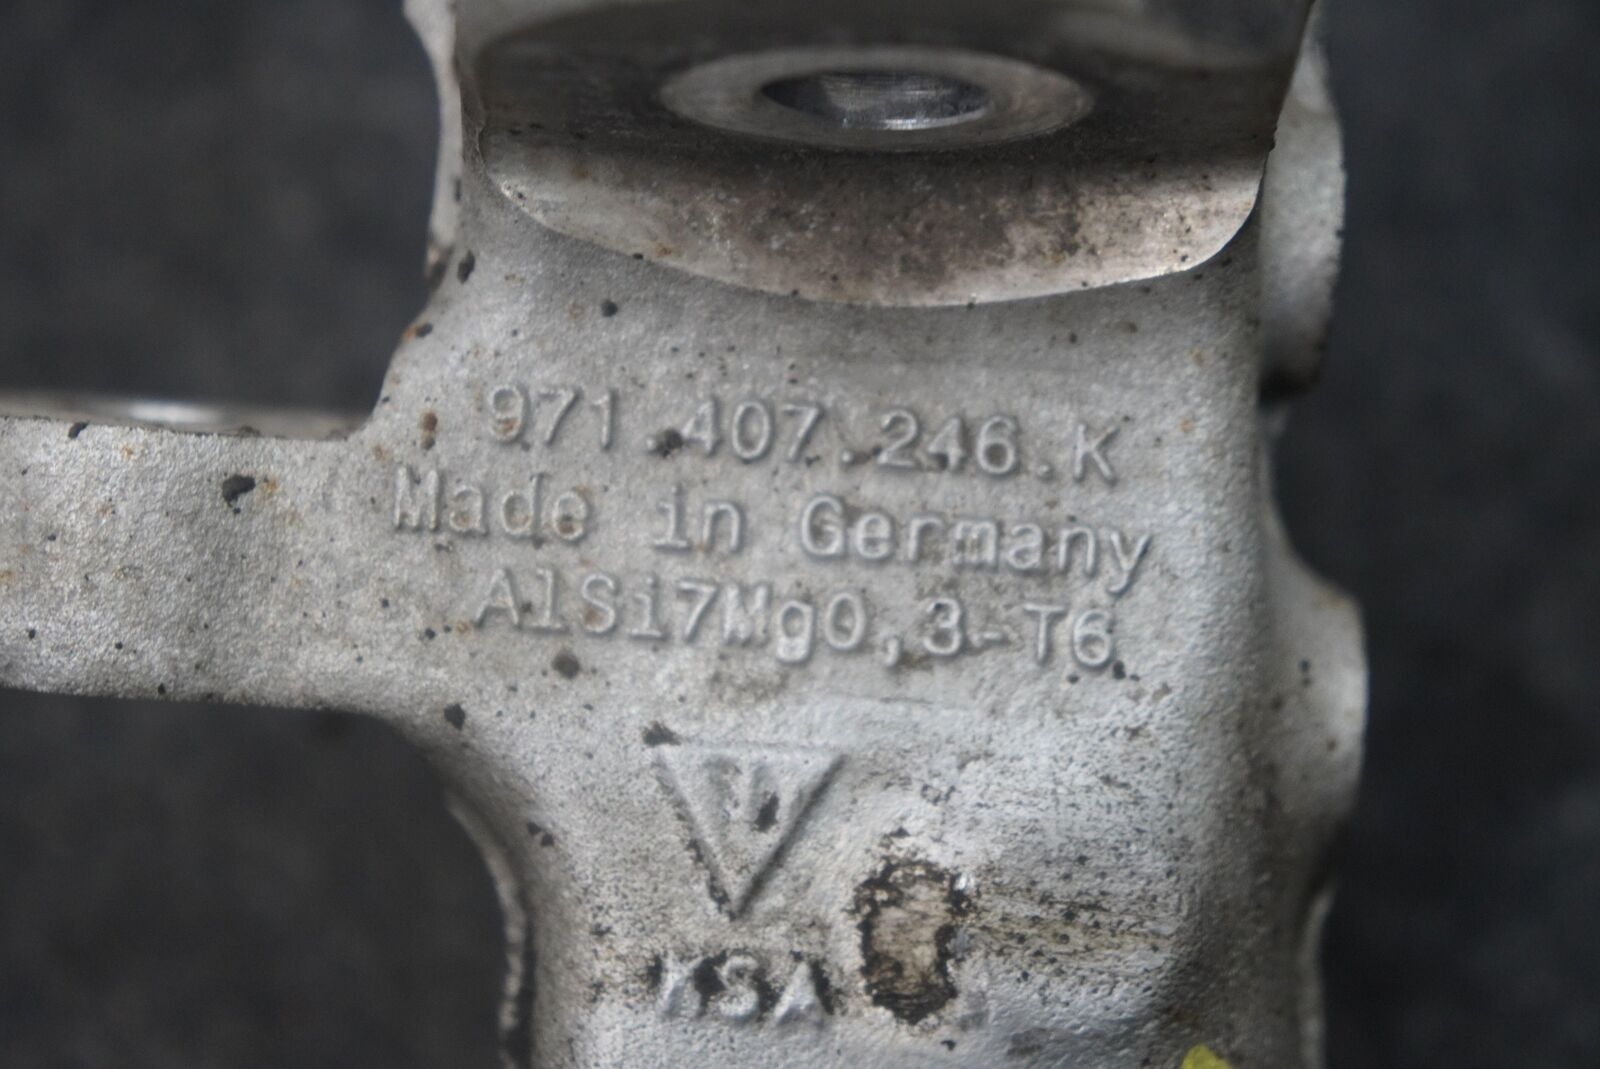 971.407.246.K
Made in Germany
AlSi7Mg0,3-T6
KSA